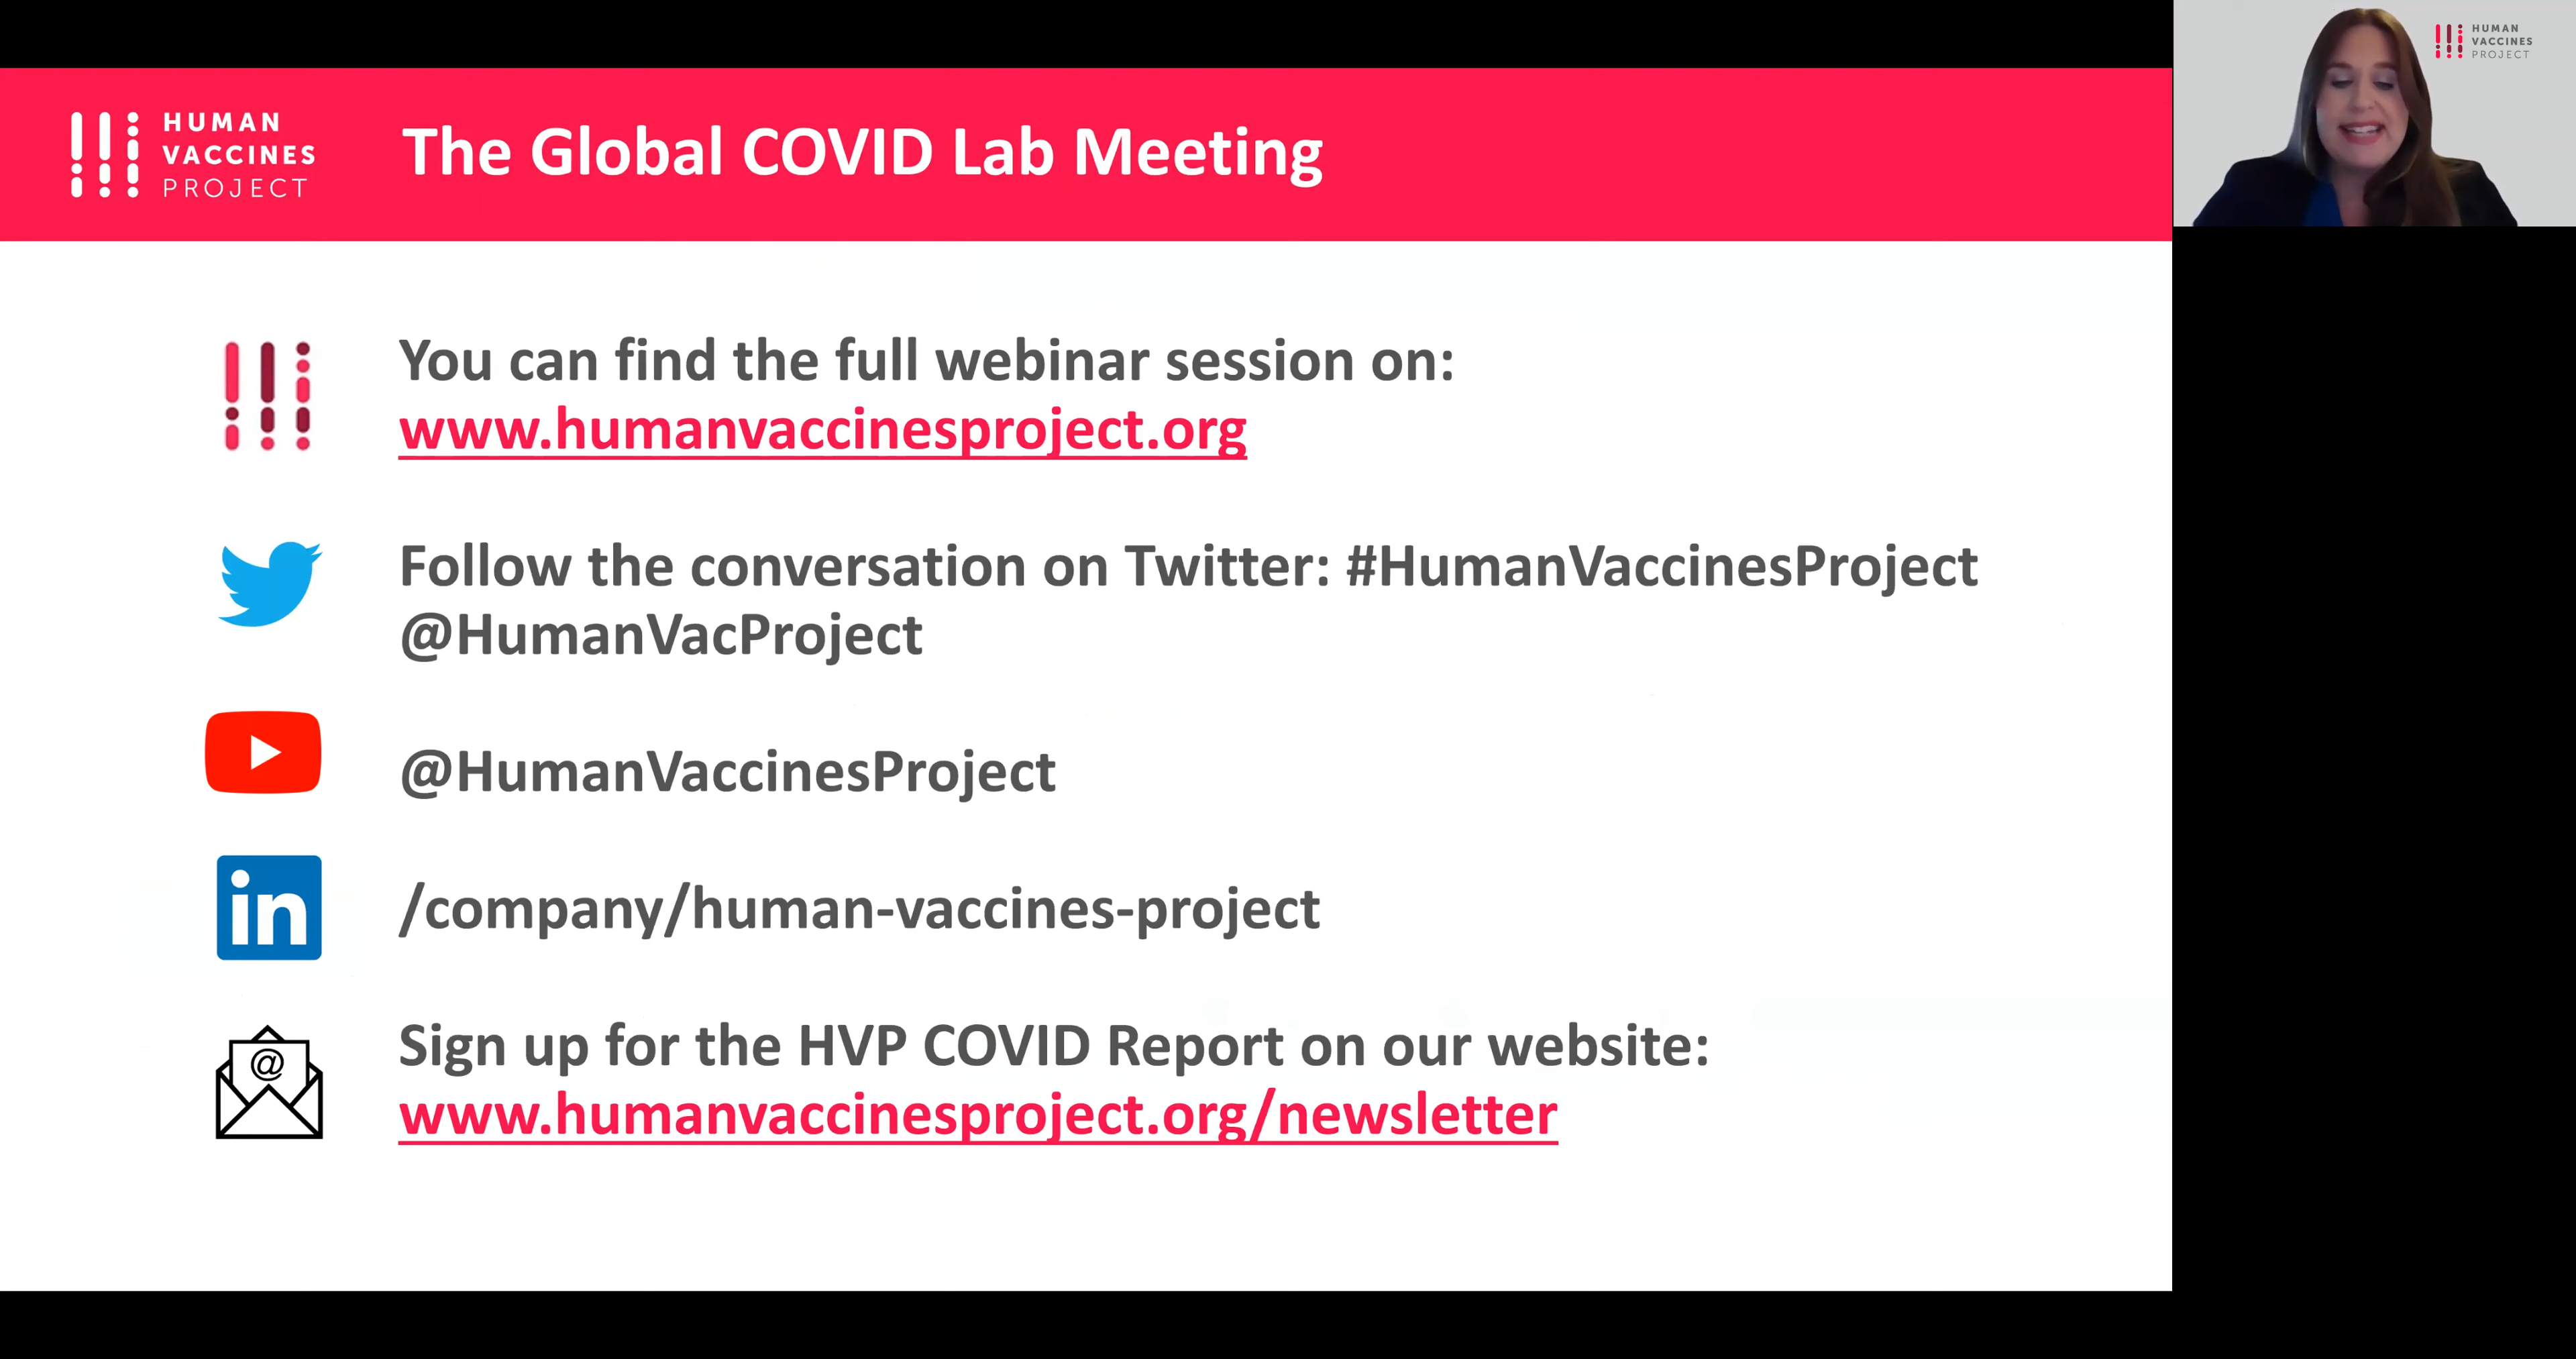 HUMAN
VACCINES
PROJECT
The Global COVID Lab Meeting
HUMAN
VACCINES
PROJECT
You can find the full webinar session on:
www.humanvaccinesproject.org
Follow the conversation on Twitter: #HumanVaccinesProject
@HumanVacProject
@HumanVaccinesProject
in
/company/human-vaccines-project
@
Sign up for the HVP COVID Report on our website:
www.humanvaccinesproject.org/newsletter